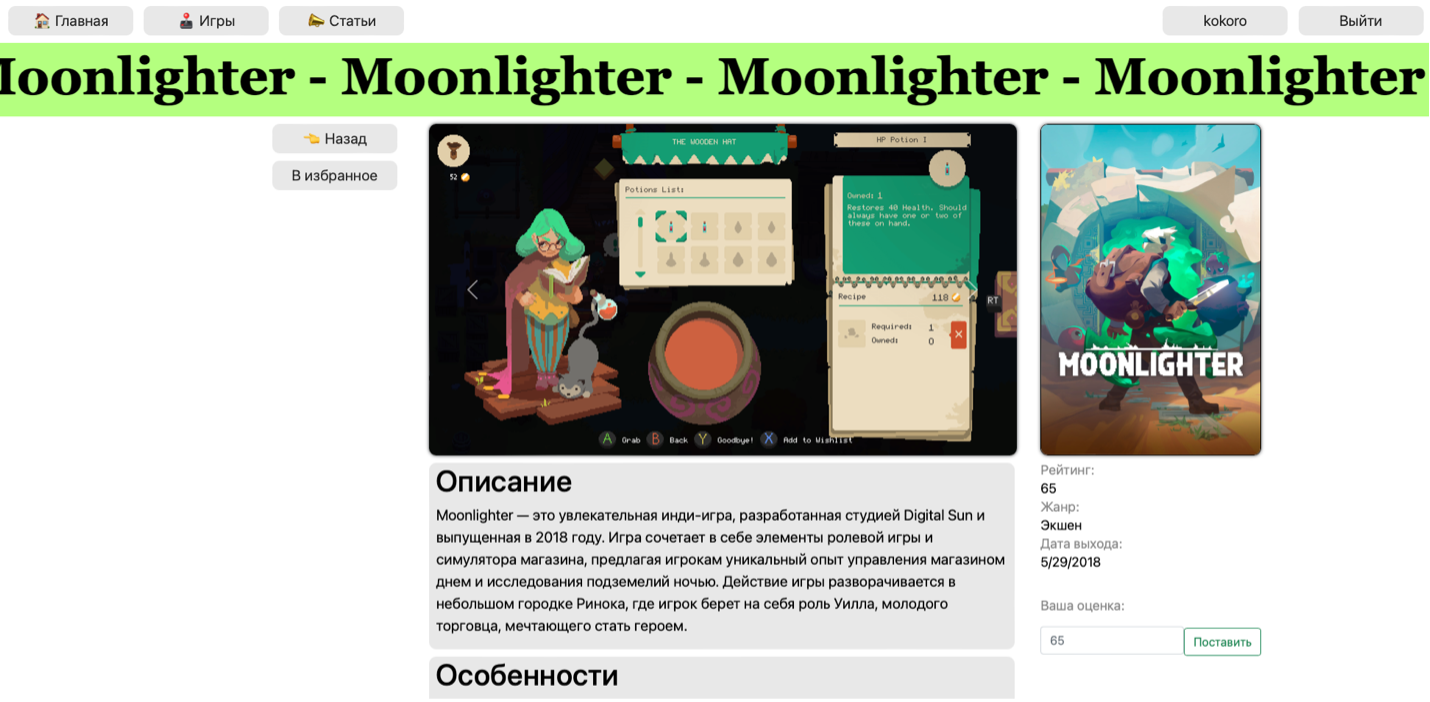 🏠 Главная
🕹️ Игры
📣 Статьи
kokoro
Выйти
Moonlighter - Moonlighter - Moonlighter - Moonlighter
👈 Назад
В избранное
THE WOODEN HAT
HP Potion I
52
Potions List:
Owned: 1
Restores 40 Health. Should
always have one or two of
these on hand.
Recipe
118
RT
Required: 1
Owned: 0
A Grab B Back Y Goodbye! X Add to Wishlist
MOONLIGHTER
Описание
Moonlighter — это увлекательная инди-игра, разработанная студией Digital Sun и
выпущенная в 2018 году. Игра сочетает в себе элементы ролевой игры и
симулятора магазина, предлагая игрокам уникальный опыт управления магазином
днем и исследования подземелий ночью. Действие игры разворачивается в
небольшом городке Ринока, где игрок берет на себя роль Уилла, молодого
торговца, мечтающего стать героем.
Особенности
Рейтинг:
65
Жанр:
Экшен
Дата выхода:
5/29/2018
Ваша оценка:
65
Поставить